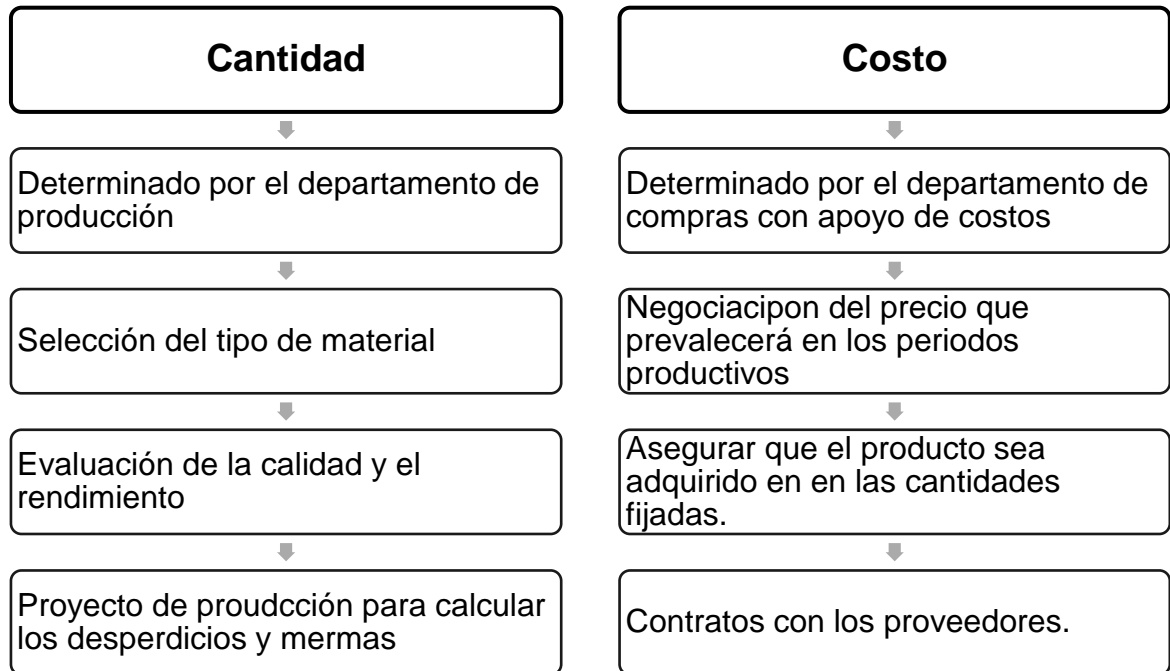 Cantidad
Determinado por el departamento de
producción
Selección del tipo de material
Evaluación de la calidad y el
rendimiento
Proyecto de proudcción para calcular
los desperdicios y mermas
Costo
Determinado por el departamento de
compras con apoyo de costos
Negociacipon del precio que
prevalecerá en los periodos
productivos
Asegurar que el producto sea
adquirido en en las cantidades
fijadas.
Contratos con los proveedores.